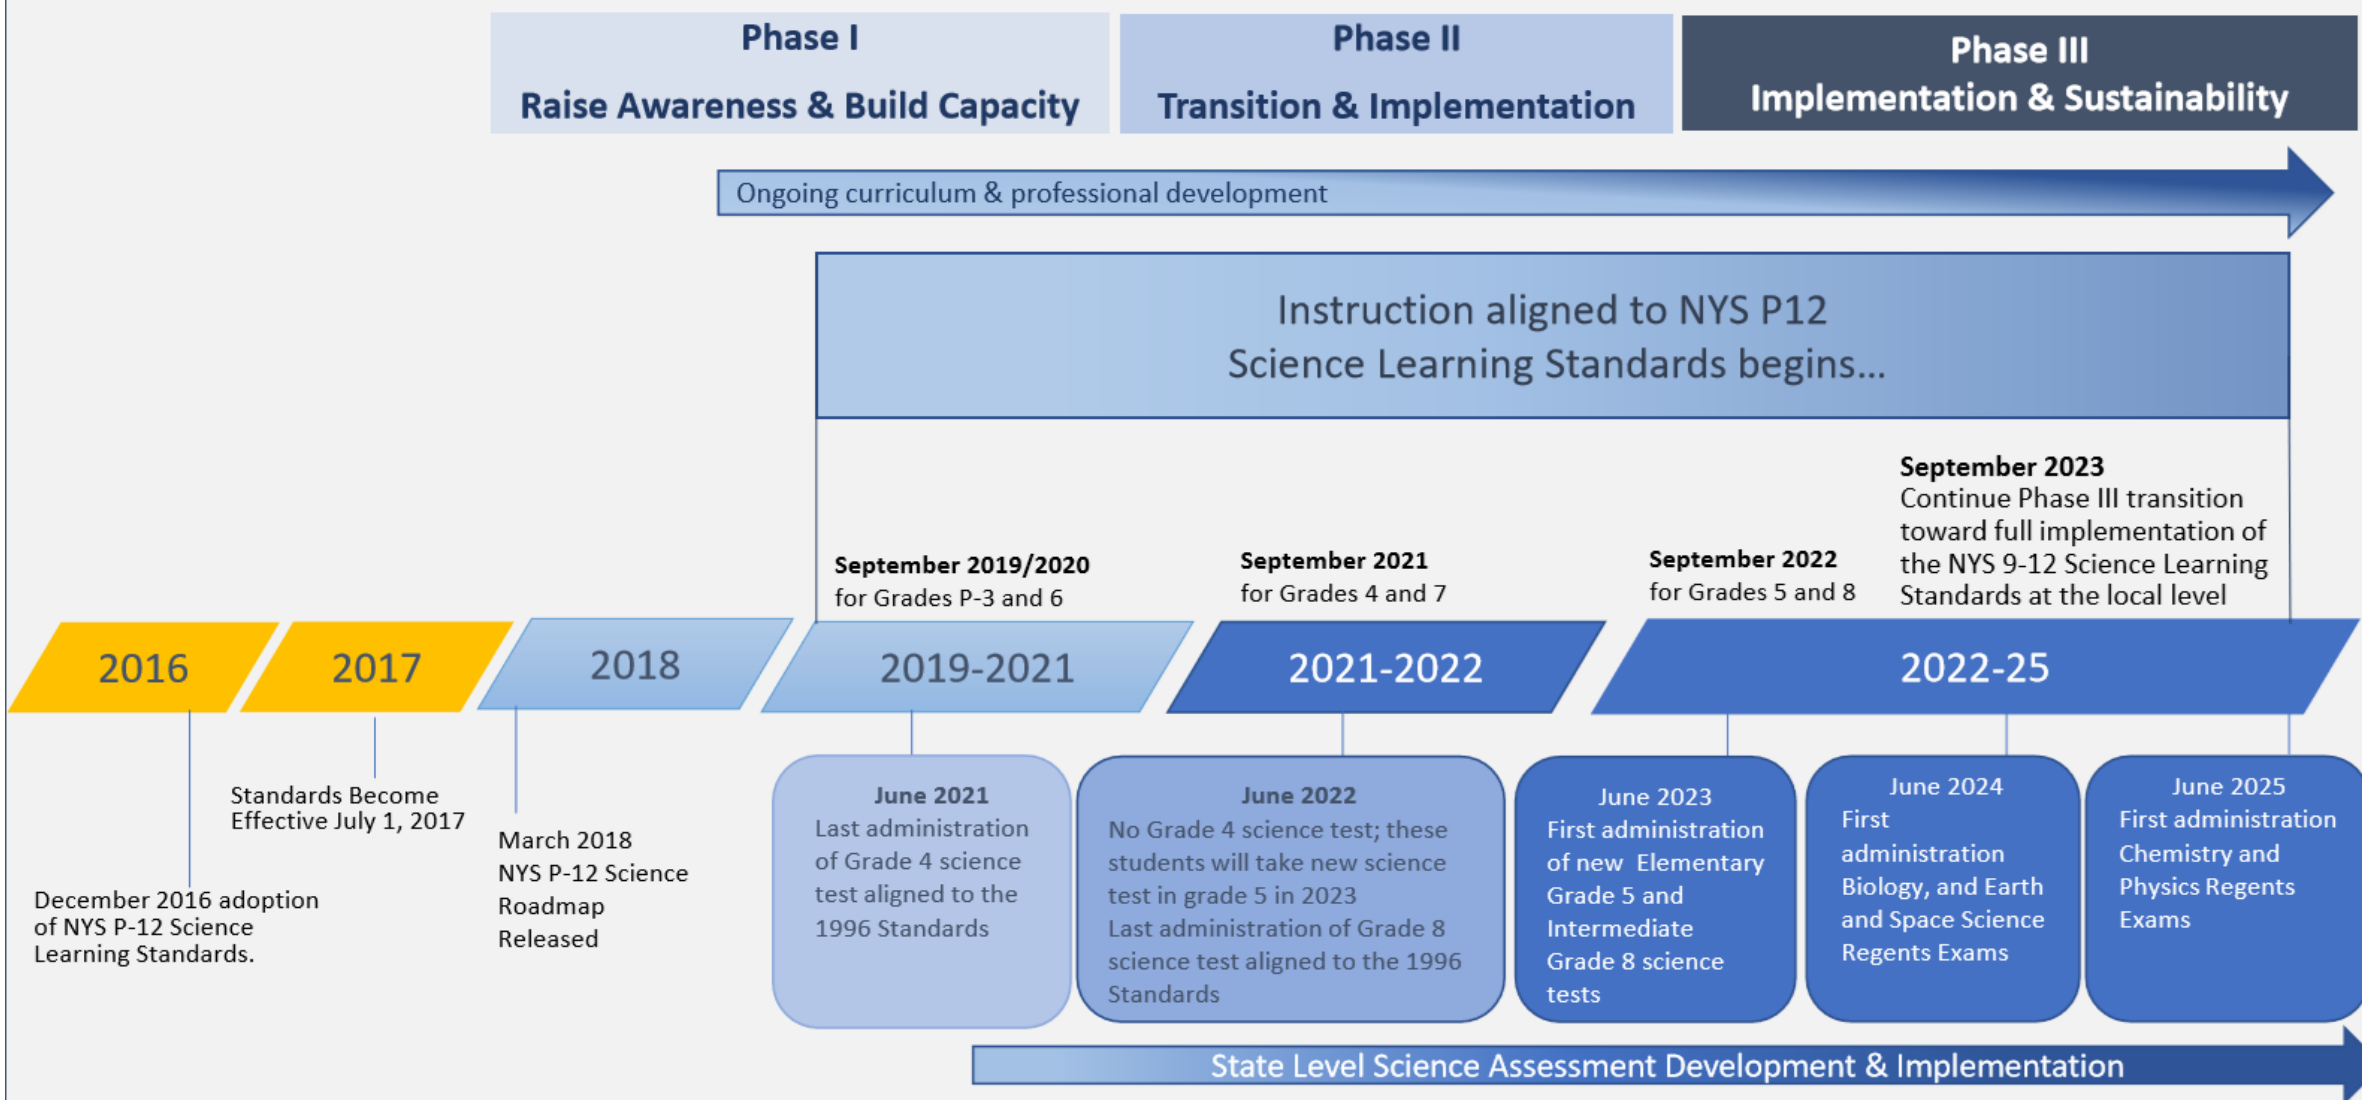 Phase I
Raise Awareness & Build Capacity
Phase II
Transition & Implementation
Phase III
Implementation & Sustainability
Ongoing curriculum & professional development
Instruction aligned to NYS P12
Science Learning Standards begins...
September 2019/2020
for Grades P-3 and 6
September 2021
for Grades 4 and 7
September 2022
for Grades 5 and 8
September 2023
Continue Phase III transition
toward full implementation of
the NYS 9-12 Science Learning
Standards at the local level
2016
2017
2018
2019-2021
2021-2022
2022-25
December 2016 adoption
of NYS P-12 Science
Learning Standards.
Standards Become
Effective July 1, 2017
March 2018
NYS P-12 Science
Roadmap
Released
June 2021
Last administration
of Grade 4 science
test aligned to the
1996 Standards
June 2022
No Grade 4 science test; these
students will take new science
test in grade 5 in 2023
Last administration of Grade 8
science test aligned to the 1996
Standards
June 2023
First administration
of new  Elementary
Grade 5 and
Intermediate
Grade 8 science
tests
June 2024
First
administration
Biology, and Earth
and Space Science
Regents Exams
June 2025
First administration
Chemistry and
Physics Regents
Exams
State Level Science Assessment Development & Implementation